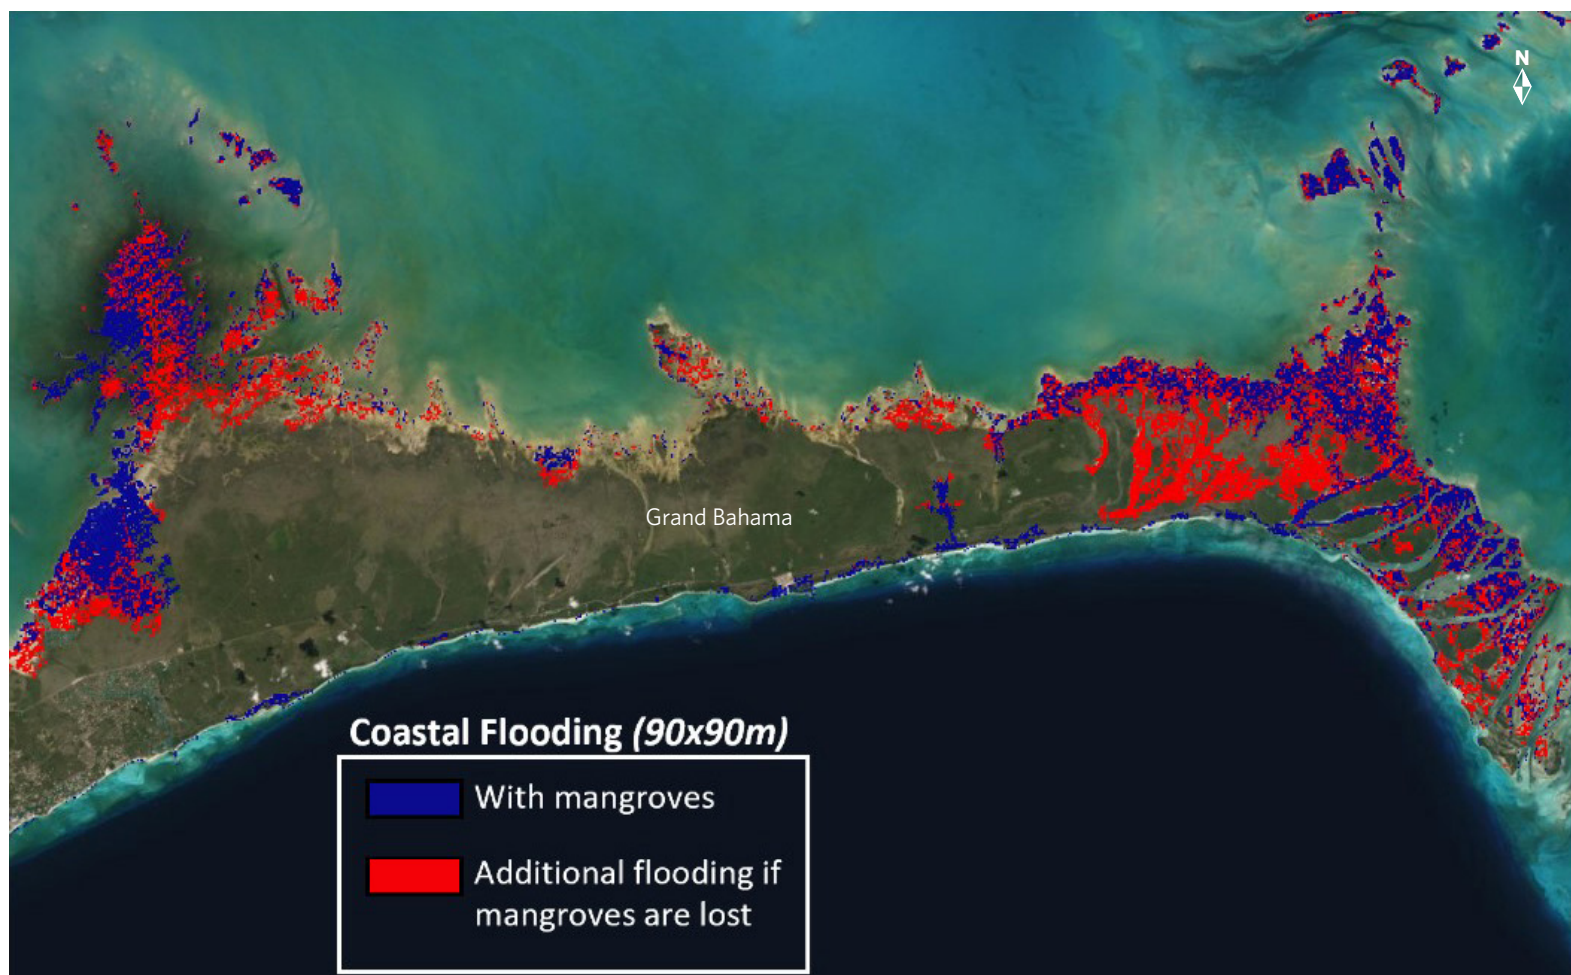 N
Grand Bahama
Coastal Flooding (90x90m)
With mangroves
Additional flooding if
mangroves are lost